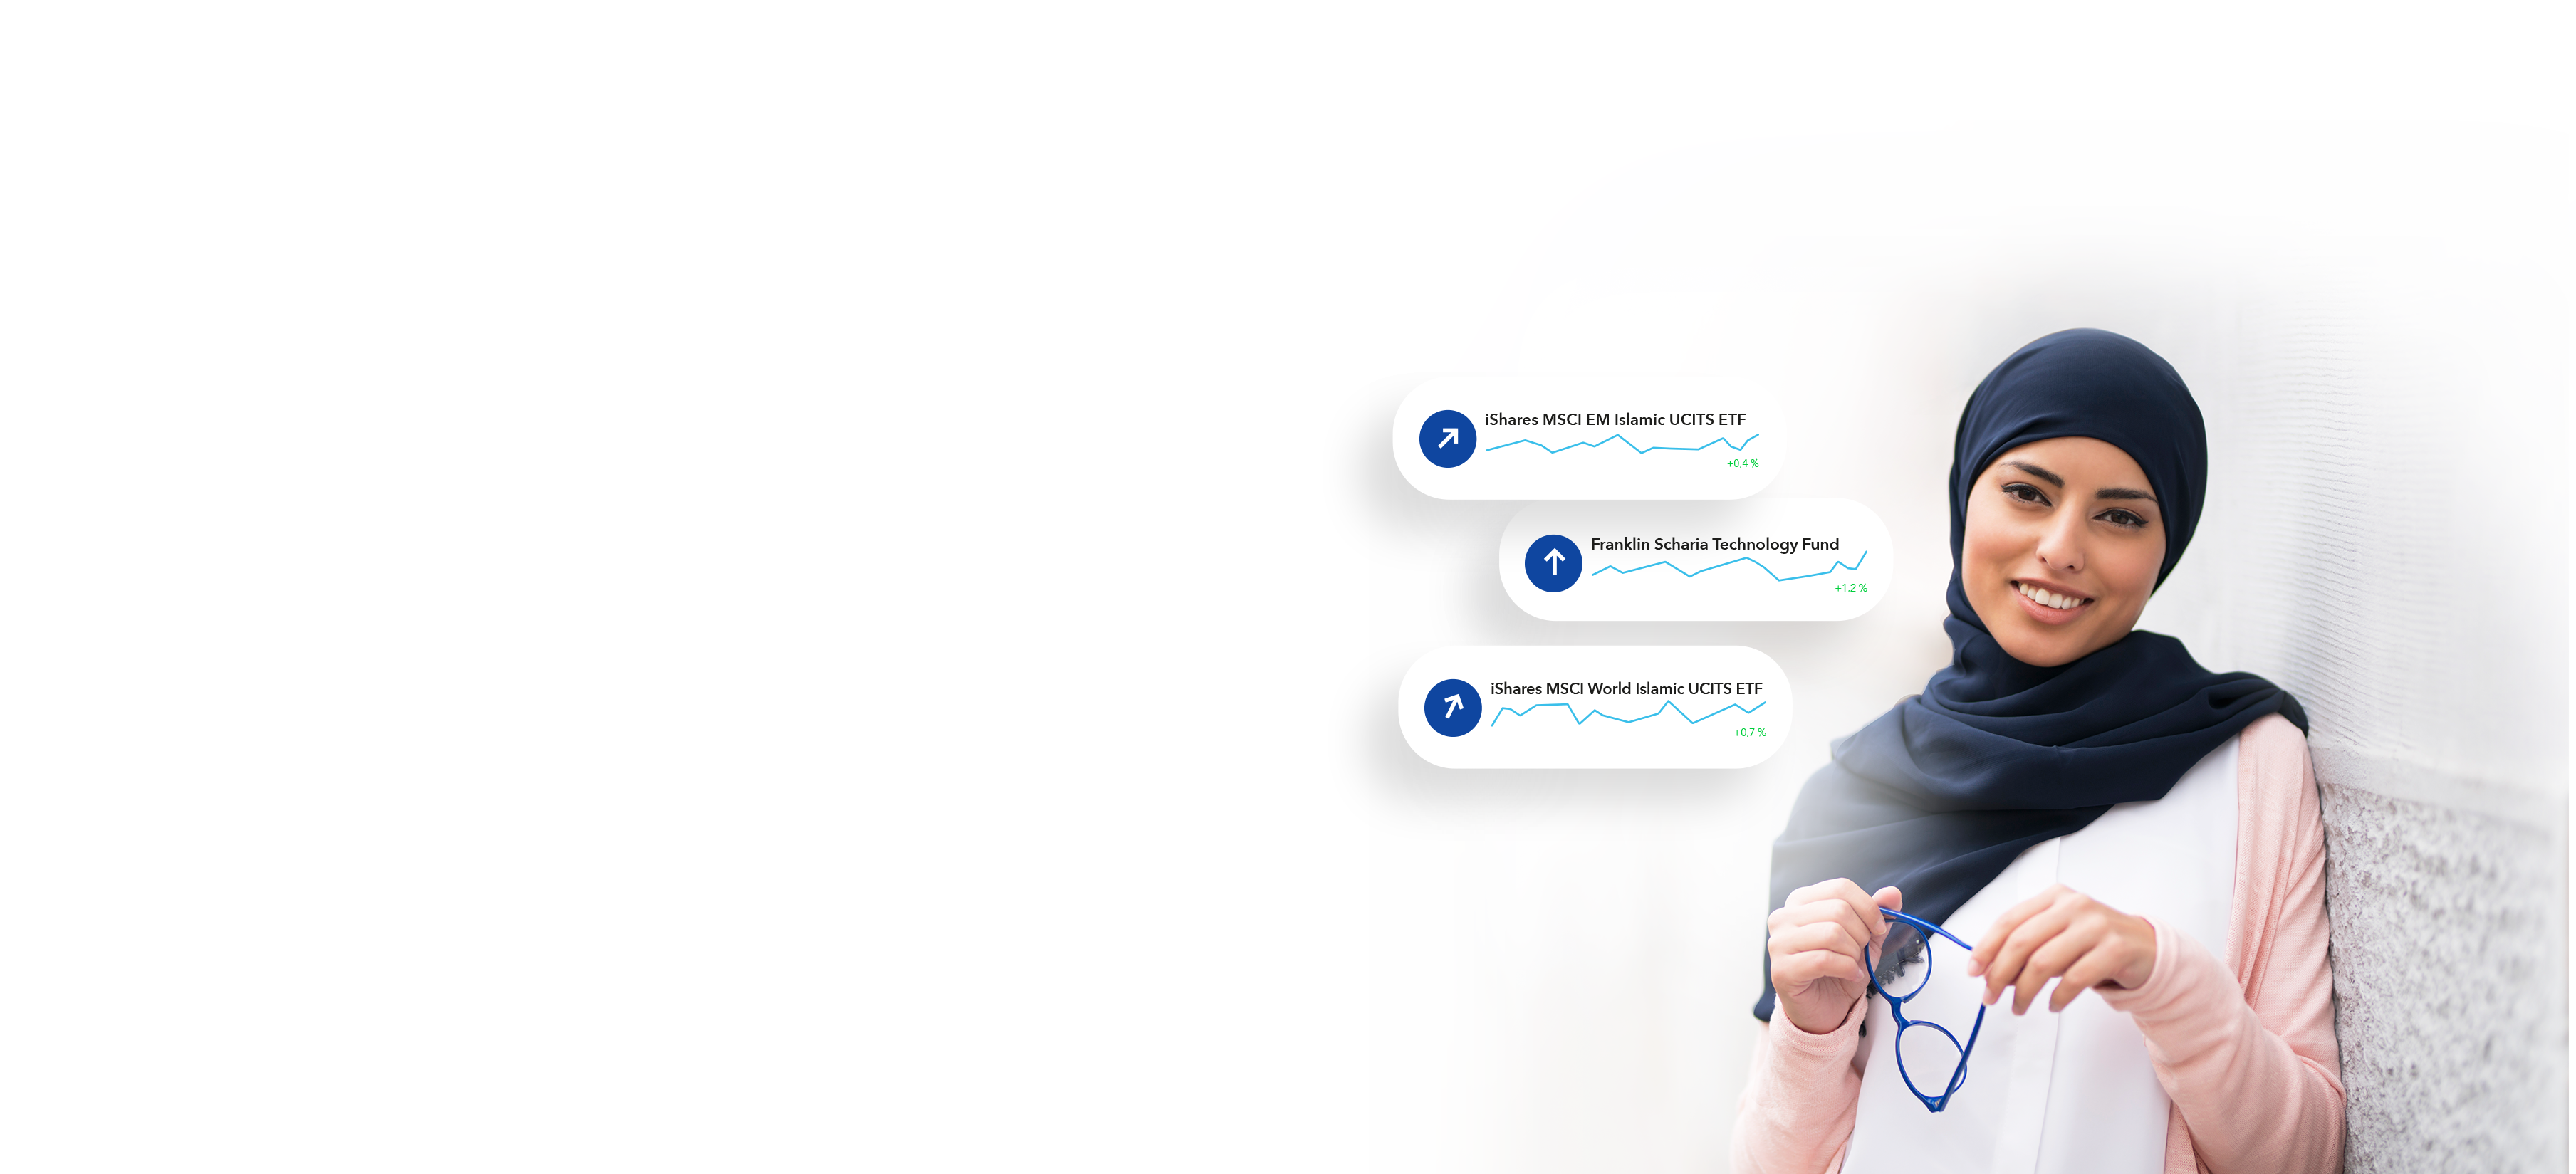 iShares MSCI EM Islamic UCITS ETF
+0,4 %
Franklin Scharia Technology Fund
+1,2 %
iShares MSCI World Islamic UCITS ETF
+0,7 %